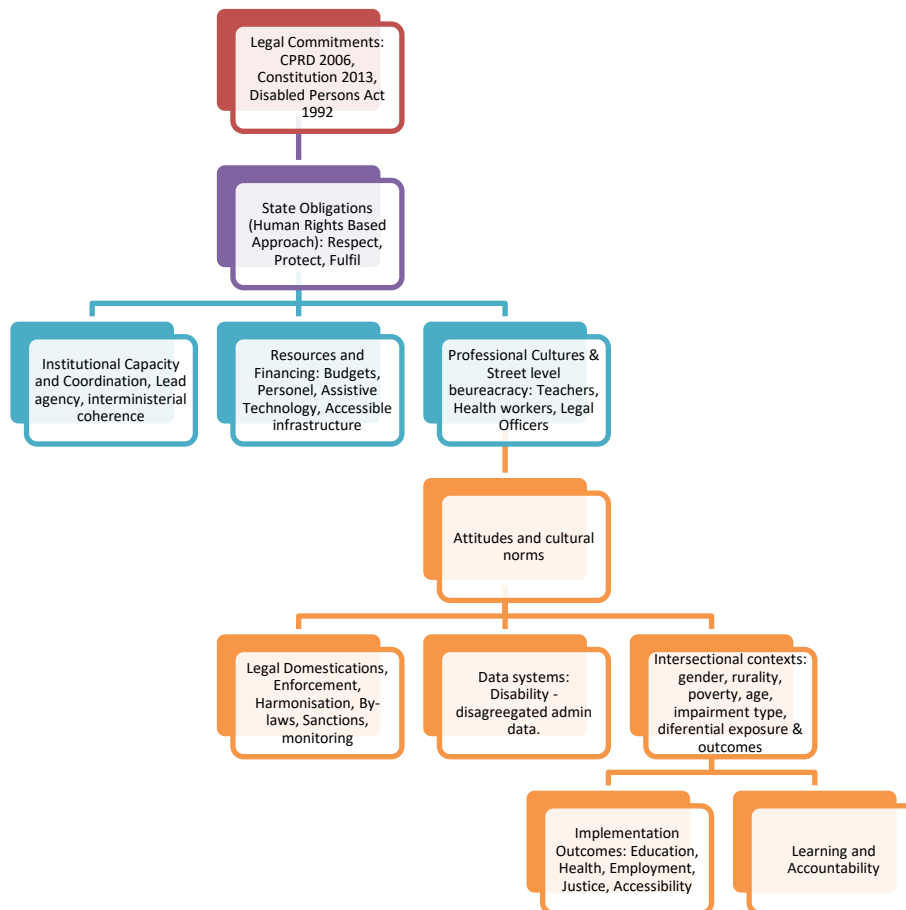 Legal Commitments:
CPRD 2006,
Constitution 2013,
Disabled Persons Act
1992
State Obligations
(Human Rights Based
Approach): Respect,
Protect, Fulfil
Institutional Capacity
and Coordination, Lead
agency, interministerial
coherence
Resources and
Financing: Budgets,
Personel, Assistive
Technology, Accessible
infrastructure
Professional Cultures &
Street level
beureacracy: Teachers,
Health workers, Legal
Officers
Attitudes and cultural
norms
Legal Domestications,
Enforcement,
Harmonisation, By-
laws, Sanctions,
monitoring
Data systems:
Disability -
disagreegated admin
data.
Intersectional contexts:
gender, rurality,
poverty, age,
impairment type,
diferential exposure &
outcomes
Implementation
Outcomes: Education,
Health, Employment,
Justice, Accessibility
Learning and
Accountability